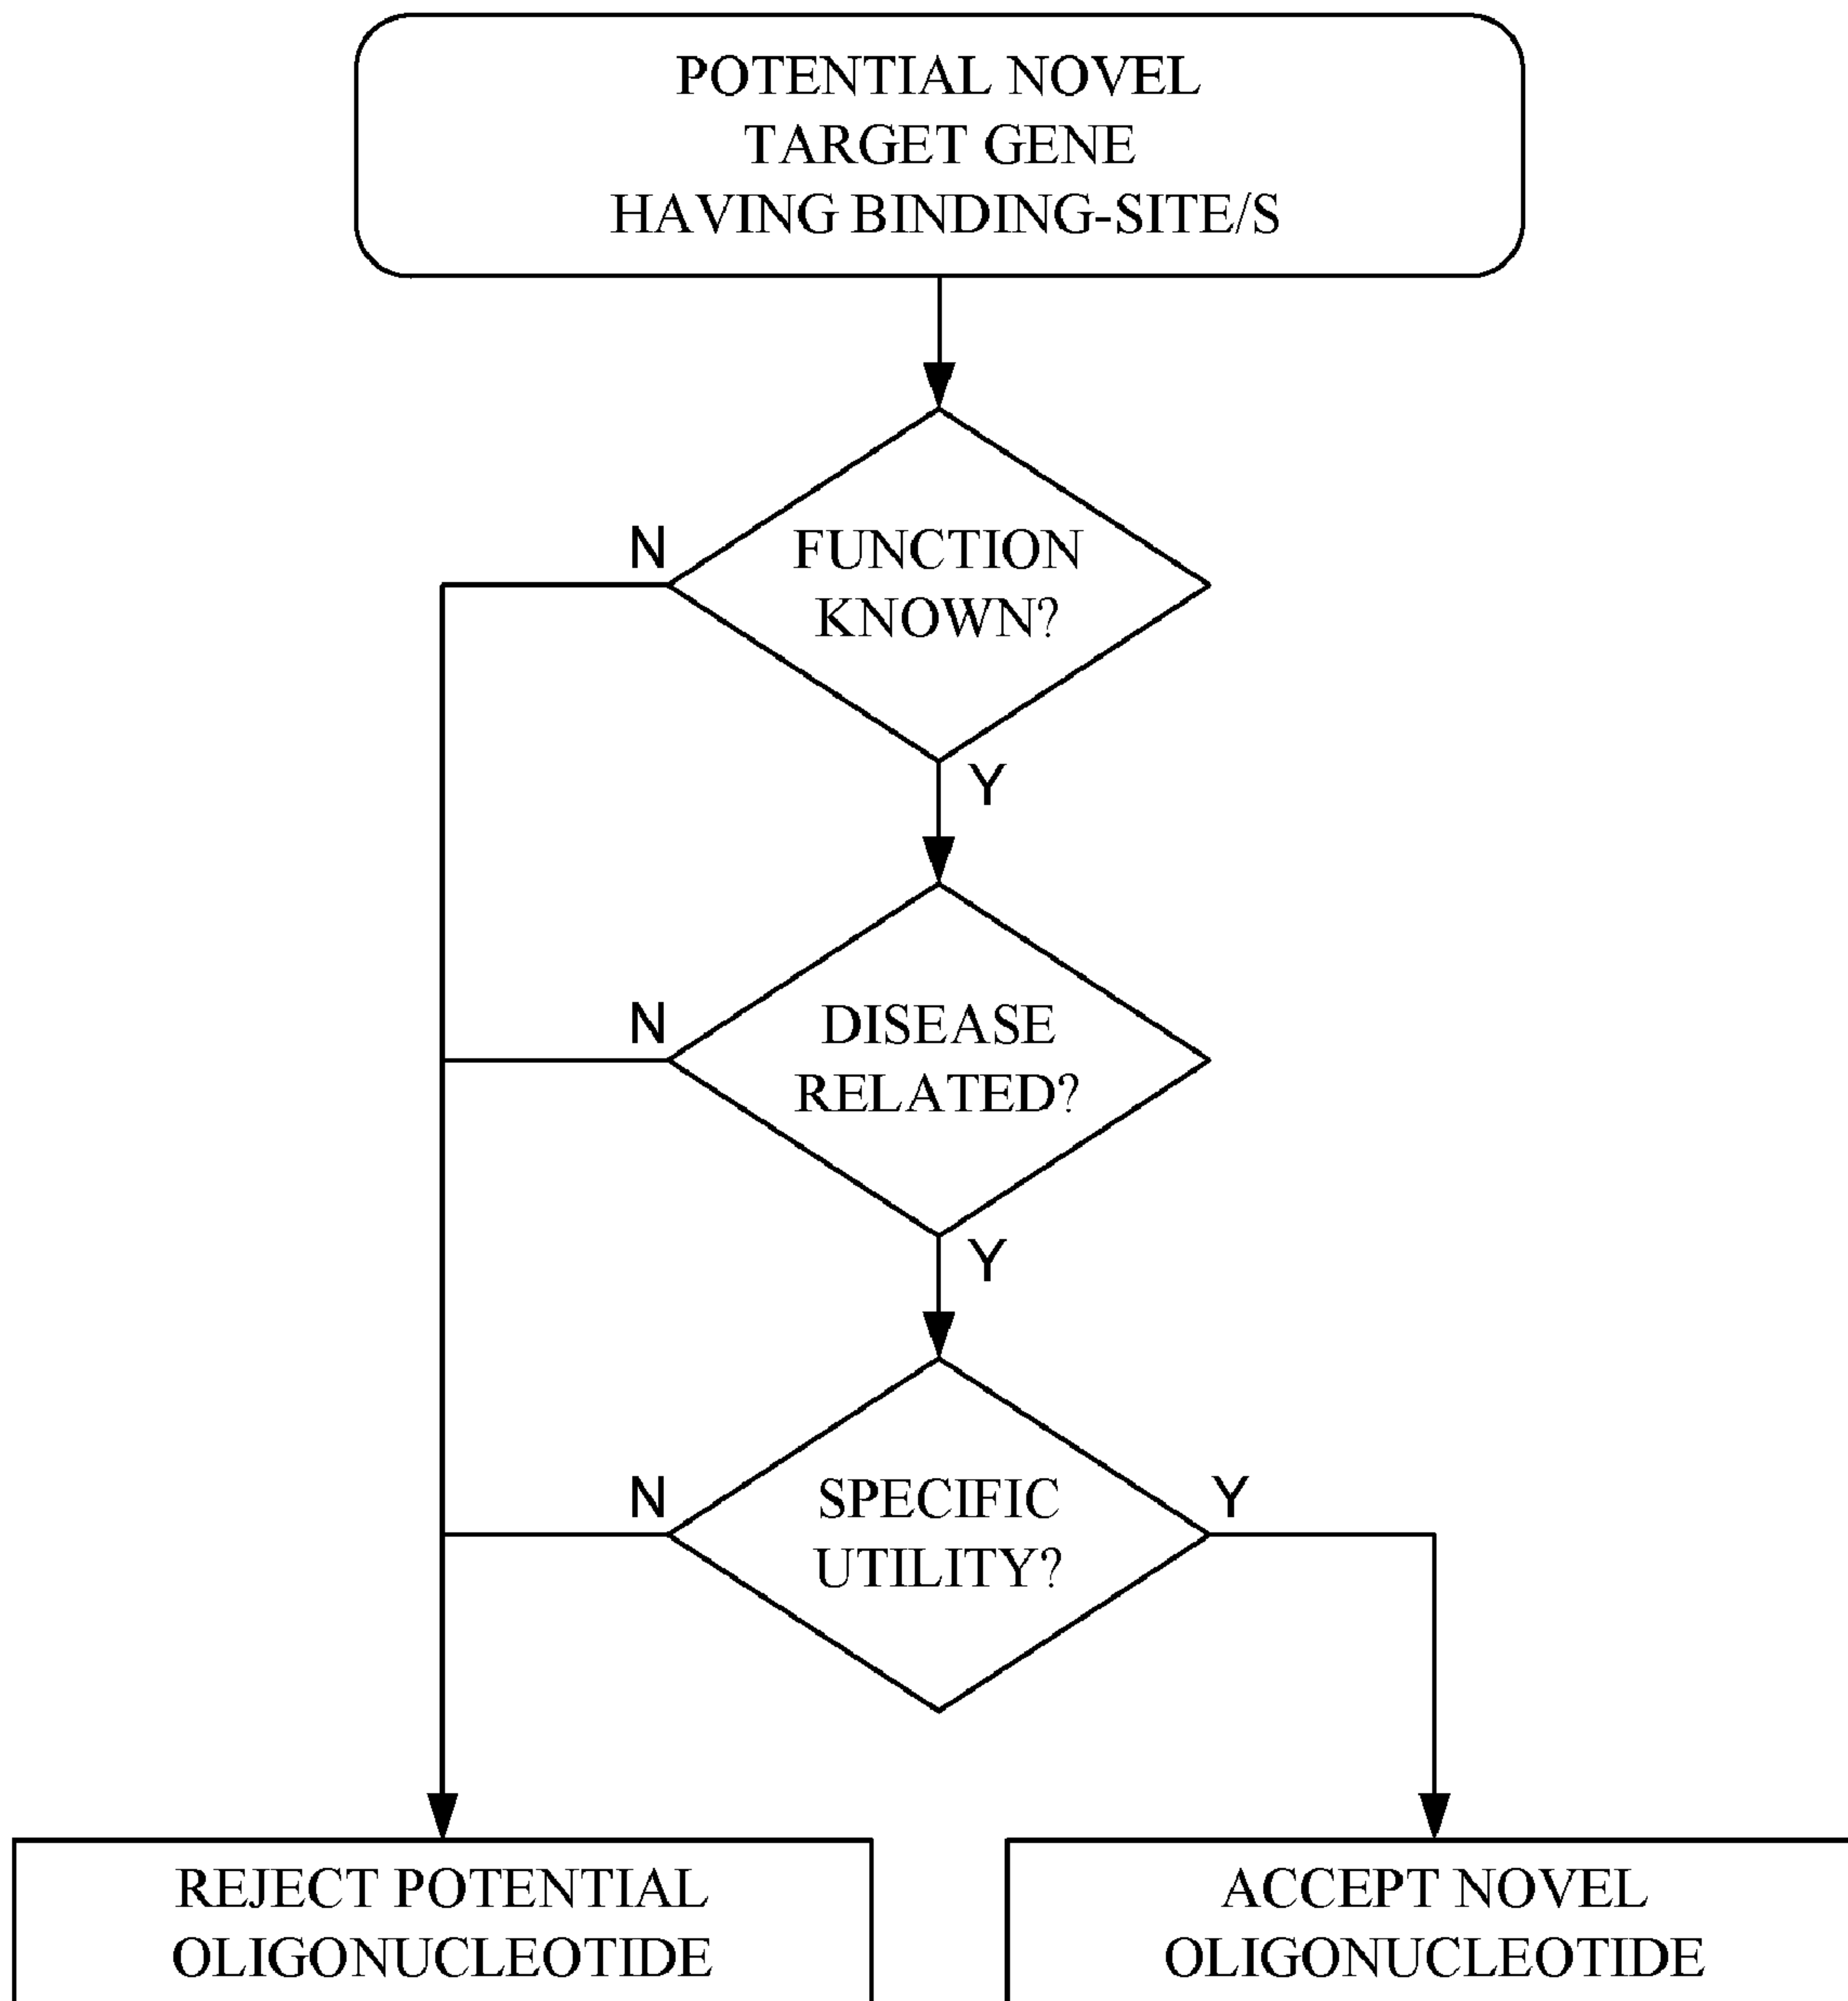 POTENTIAL NOVEL
TARGET GENE
HAVING BINDING-SITE/S
N
FUNCTION
KNOWN?
Y
N
DISEASE
RELATED?
Y
N
SPECIFIC
UTILITY?
Y
REJECT POTENTIAL
OLIGONUCLEOTIDE
ACCEPT NOVEL
OLIGONUCLEOTIDE